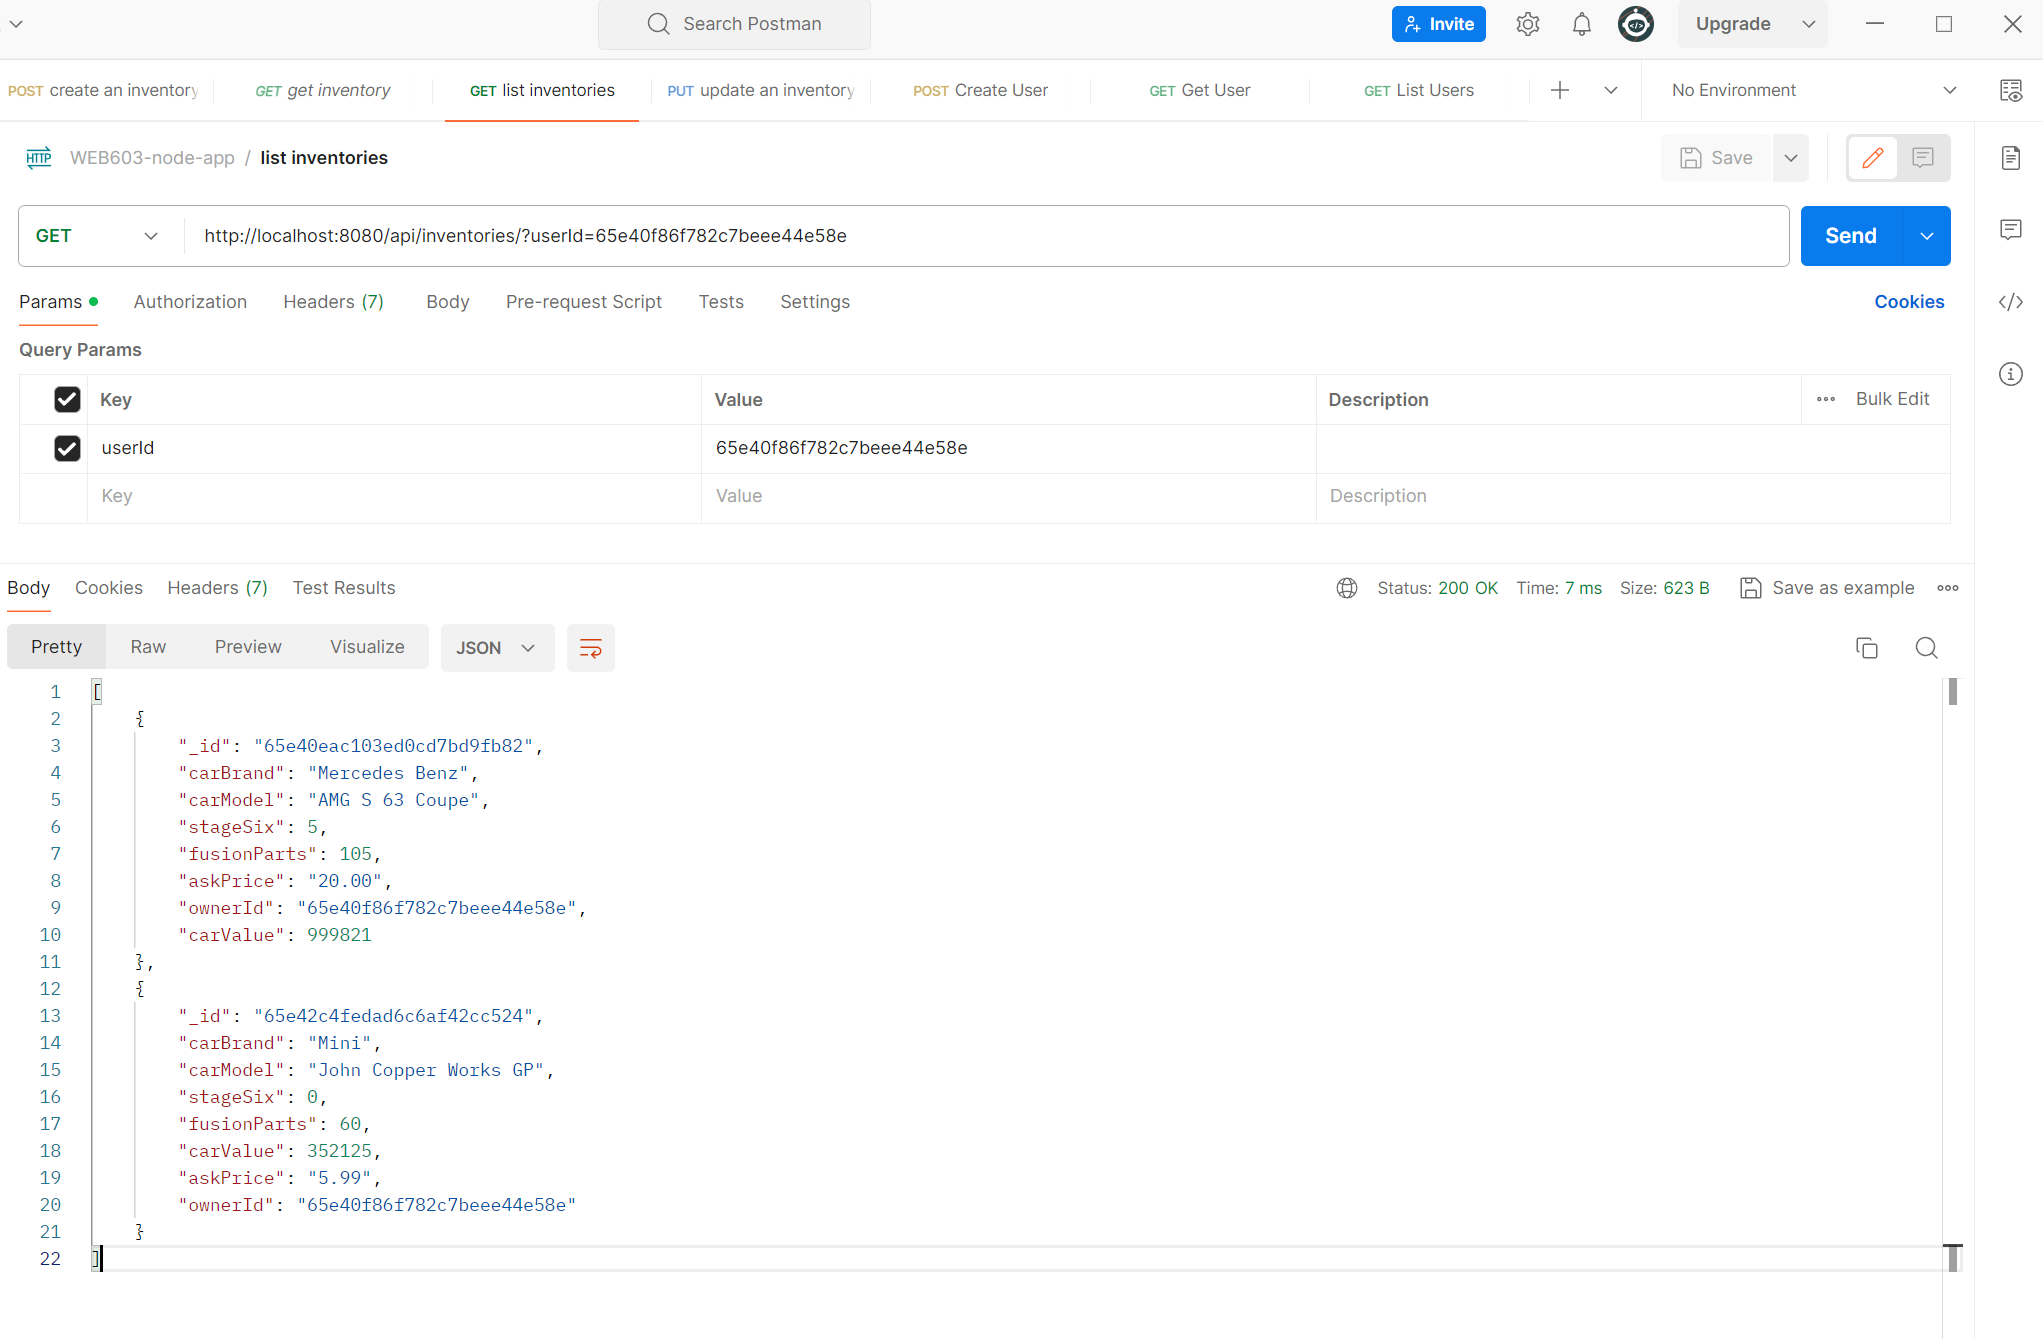 Search Postman
Invite
Upgrade
POST create an inventory
GET get inventory
GET list inventories
PUT update an inventory
POST Create User
GET Get User
GET List Users
No Environment
HTTP WEB603-node-app / list inventories
Save
GET http://localhost:8080/api/inventories/?userId=65e40f86f782c7beee44e58e
Send
Params Authorization Headers (7) Body Pre-request Script Tests Settings Cookies
Query Params
Key Value Description Bulk Edit
userId 65e40f86f782c7beee44e58e
Key Value Description
Body Cookies Headers (7) Test Results Status: 200 OK Time: 7 ms Size: 623 B Save as example
Pretty Raw Preview Visualize JSON
1 [
2 {
3 "_id": "65e40eac103ed0cd7bd9fb82",
4 "carBrand": "Mercedes Benz",
5 "carModel": "AMG S 63 Coupe",
6 "stageSix": 5,
7 "fusionParts": 105,
8 "askPrice": "20.00",
9 "ownerId": "65e40f86f782c7beee44e58e",
10 "carValue": 999821
11 },
12 {
13 "_id": "65e42c4fedad6c6af42cc524",
14 "carBrand": "Mini",
15 "carModel": "John Copper Works GP",
16 "stageSix": 0,
17 "fusionParts": 60,
18 "carValue": 352125,
19 "askPrice": "5.99",
20 "ownerId": "65e40f86f782c7beee44e58e"
21 }
22 ]